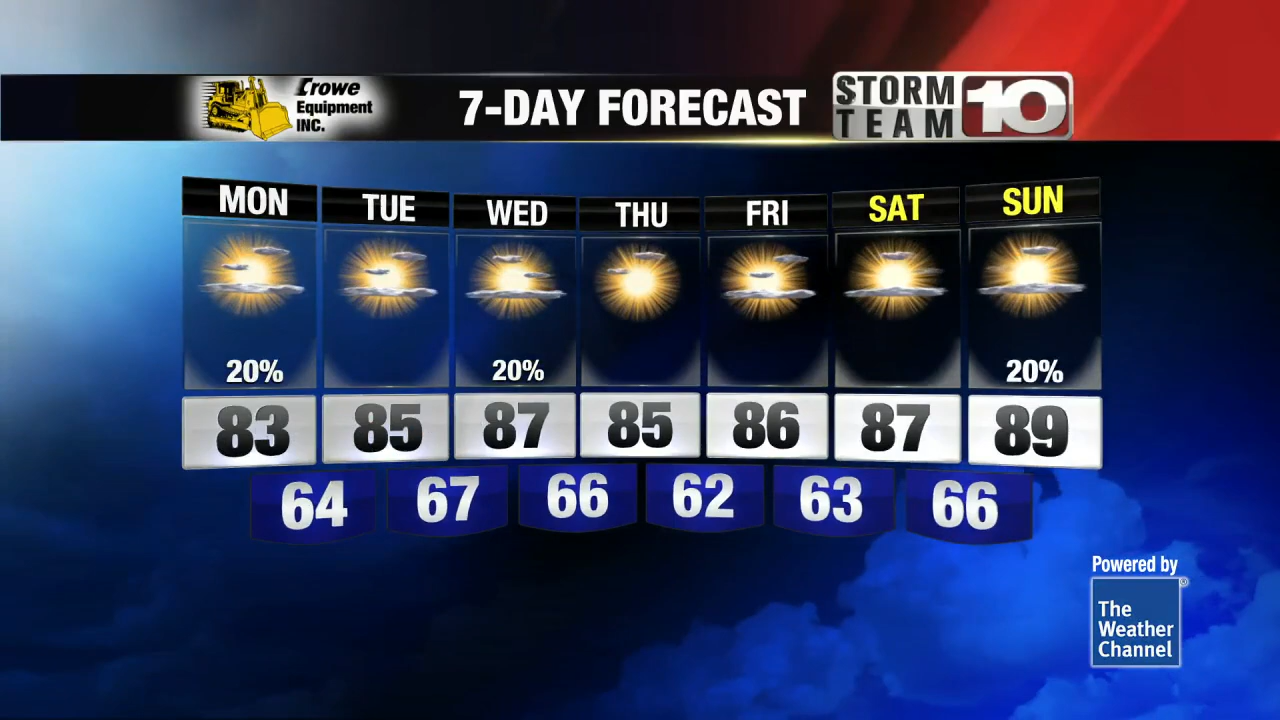 Crowe
Equipment
INC.
7-DAY FORECAST
STORM
TEAM
10
MON TUE WED THU FRI SAT SUN
20% 20% 20%
83 85 87 85 86 87 89
64 67 66 62 63 66
Powered by
The
Weather
Channel
®